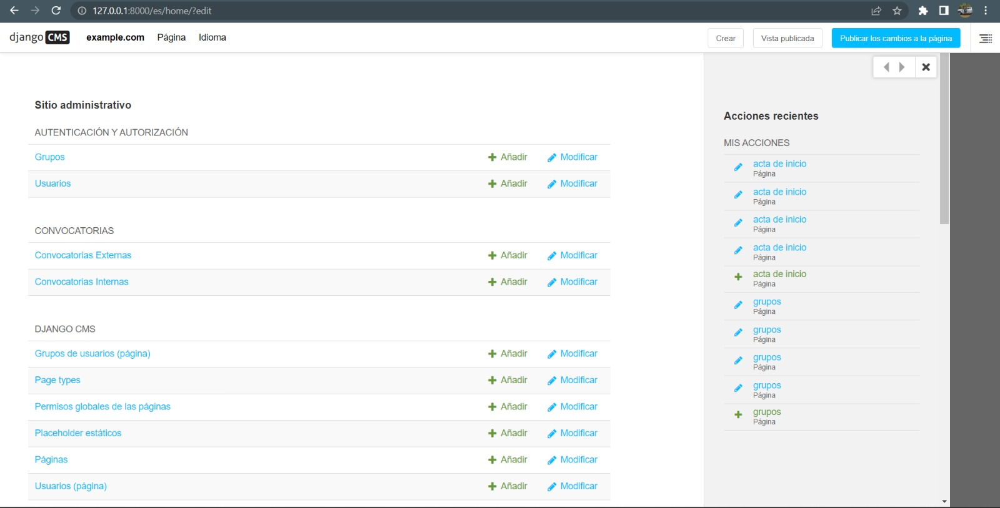 127.0.0.1:8000/es/home/?edit
django CMS example.com Página Idioma Crear Vista publicada Publicar los cambios a la página
Sitio administrativo
AUTENTICACIÓN Y AUTORIZACIÓN
Grupos Añadir Modificar
Usuarios Añadir Modificar
CONVOCATORIAS
Convocatorias Externas Añadir Modificar
Convocatorias Internas Añadir Modificar
DJANGO CMS
Grupos de usuarios (página) Añadir Modificar
Page types Añadir Modificar
Permisos globales de las páginas Añadir Modificar
Placeholder estáticos Añadir Modificar
Páginas Añadir Modificar
Usuarios (página) Añadir Modificar
Acciones recientes
MIS ACCIONES
acta de inicio
Página
acta de inicio
Página
acta de inicio
Página
acta de inicio
Página
acta de inicio
Página
grupos
Página
grupos
Página
grupos
Página
grupos
Página
grupos
Página